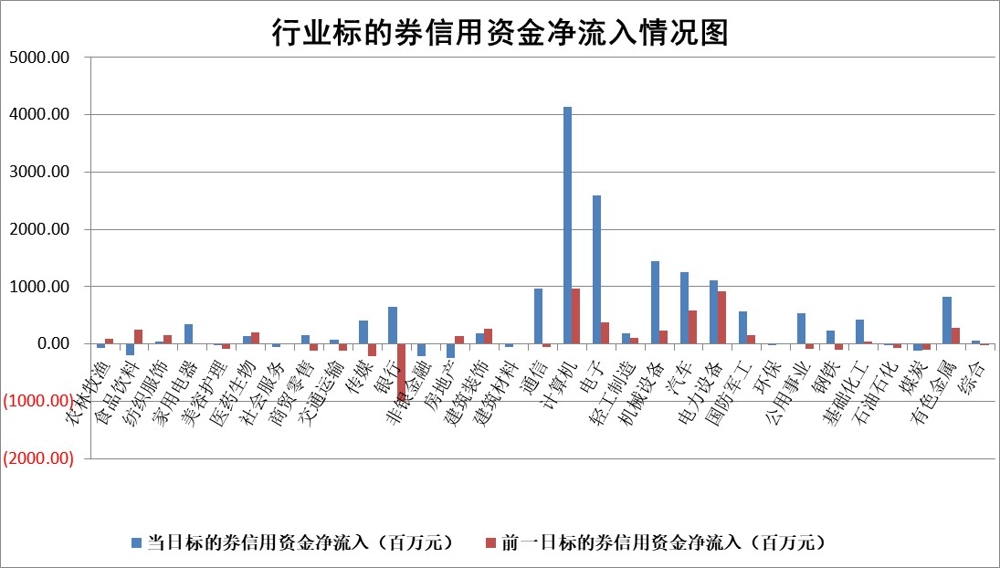 行业标的券信用资金净流入情况图
5000.00
4000.00
3000.00
2000.00
1000.00
0.00
(1000.00)
(2000.00)
农林牧渔
食品饮料
纺织服饰
家用电器
美容护理
医药生物
社会服务
商贸零售
交通运输
传媒
银行
非银金融
房地产
建筑装饰
建筑材料
通信
计算机
电子
轻工制造
机械设备
汽车
电力设备
国防军工
环保
公用事业
钢铁
基础化工
石油石化
煤炭
有色金属
综合
当日标的券信用资金净流入（百万元）
前一日标的券信用资金净流入（百万元）